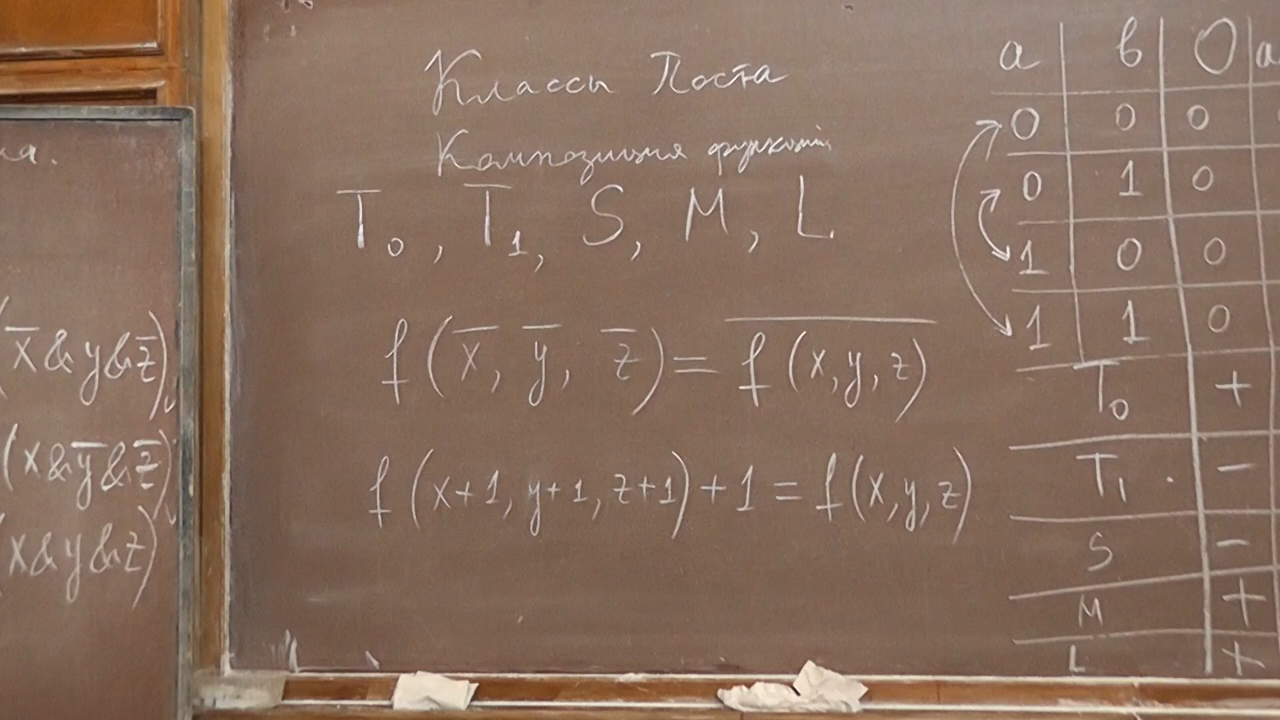 Классы Поста
Композиция функций
T₀, T₁, S, M, L
f(x̅, y̅, z̅) = \overline{f(x,y,z)}
f(x+1, y+1, z+1)+1 = f(x,y,z)
а.
(x̅&y&z̅)∨
(x&y̅&z̅)∨
(x&y&z)
a b 0 a
0 0 0
0 1 0
1 0 0
1 1 0
T₀ +
T₁ −
S −
M +
L +